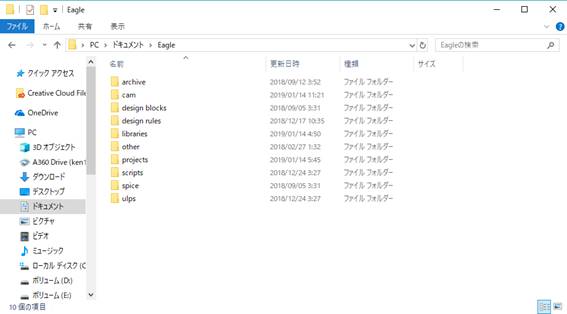 Eagle
ファイル ホーム 共有 表示
PC ドキュメント Eagle Eagleの検索
名前 更新日時 種類 サイズ
クイック アクセス
Creative Cloud File
OneDrive
PC
3D オブジェクト
A360 Drive (ken1
ダウンロード
デスクトップ
ドキュメント
ピクチャ
ビデオ
ミュージック
ローカル ディスク (C
ボリューム (D:)
ボリューム (E:)
archive 2018/09/12 3:52 ファイル フォルダー
cam 2019/01/14 11:21 ファイル フォルダー
design blocks 2018/09/05 3:31 ファイル フォルダー
design rules 2018/12/17 10:35 ファイル フォルダー
libraries 2019/01/14 4:50 ファイル フォルダー
other 2018/02/27 1:32 ファイル フォルダー
projects 2019/01/14 5:45 ファイル フォルダー
scripts 2018/12/24 3:27 ファイル フォルダー
spice 2018/09/05 3:31 ファイル フォルダー
ulps 2018/12/24 3:27 ファイル フォルダー
10 個の項目